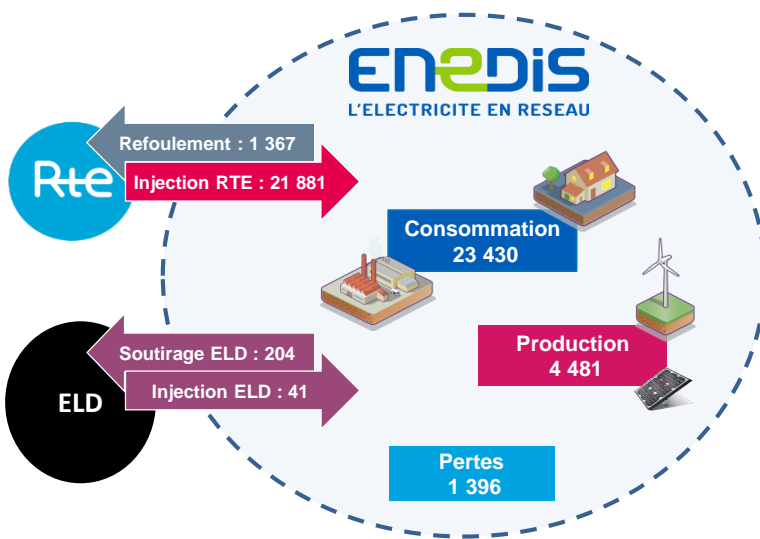 ENEDIS
L'ELECTRICITE EN RESEAU
Rte
Refoulement : 1 367
Injection RTE : 21 881
Consommation
23 430
Production
4 481
ELD
Soutirage ELD : 204
Injection ELD : 41
Pertes
1 396